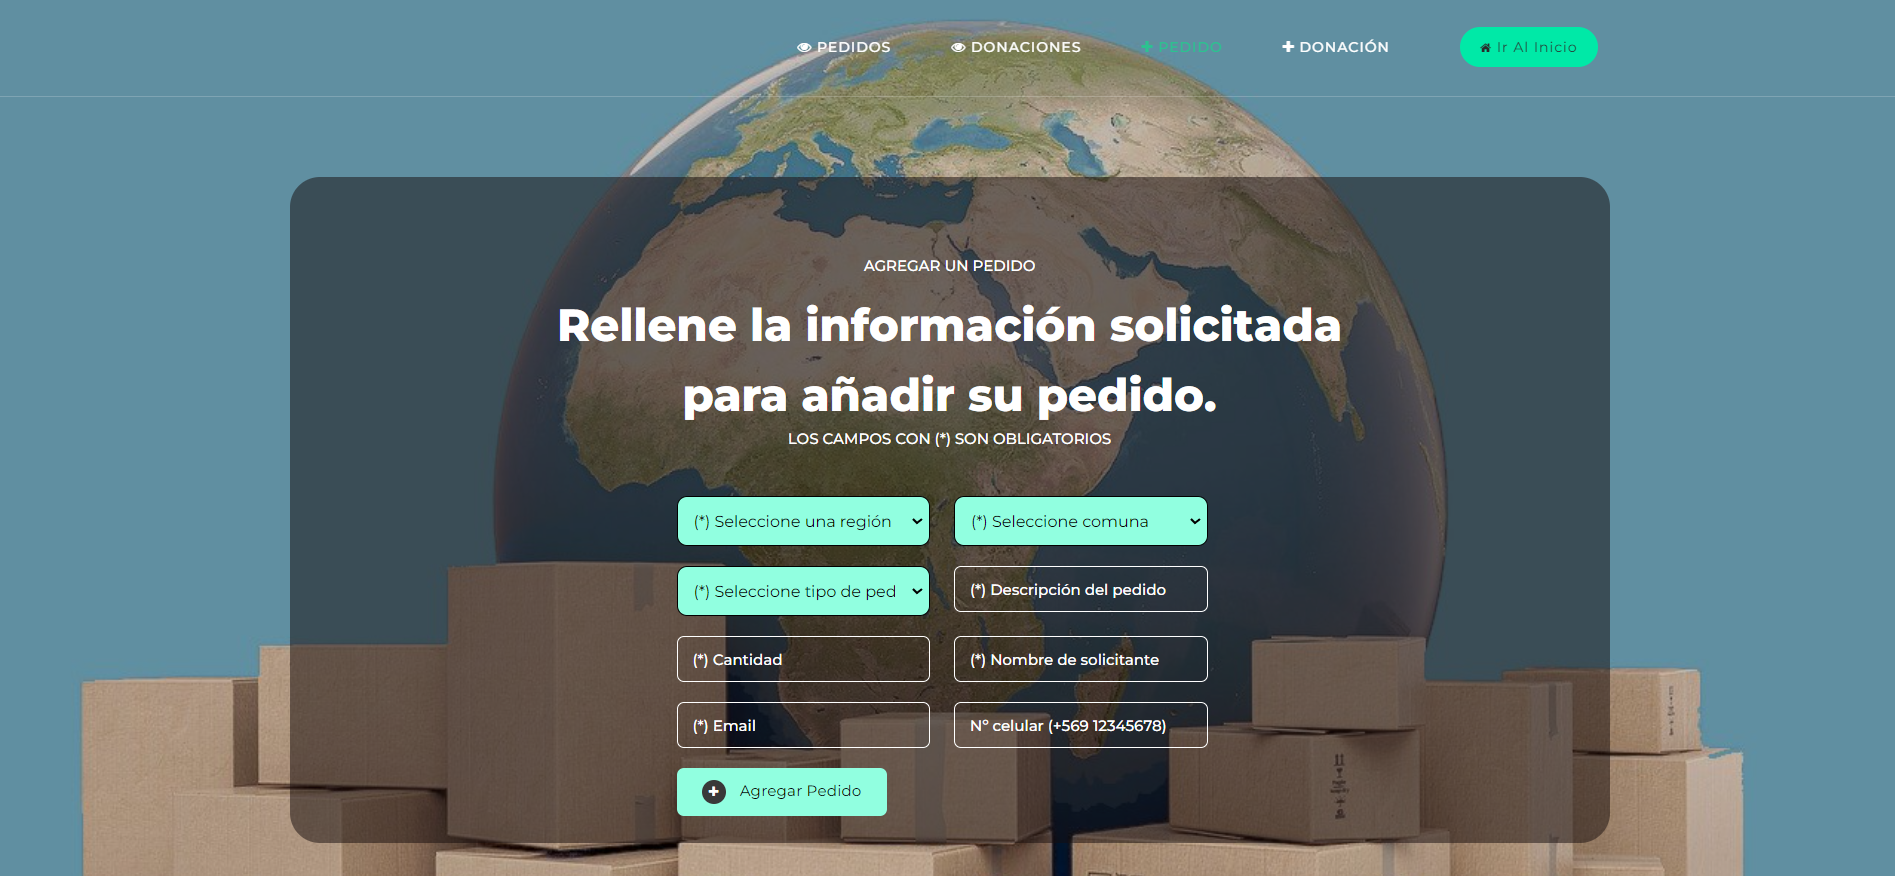 PEDIDOS
DONACIONES
PEDIDO
DONACIÓN
Ir Al Inicio
AGREGAR UN PEDIDO
Rellene la información solicitada
para añadir su pedido.
LOS CAMPOS CON (*) SON OBLIGATORIOS
(*) Seleccione una región
(*) Seleccione comuna
(*) Seleccione tipo de ped
(*) Descripción del pedido
(*) Cantidad
(*) Nombre de solicitante
(*) Email
Nº celular (+569 12345678)
Agregar Pedido